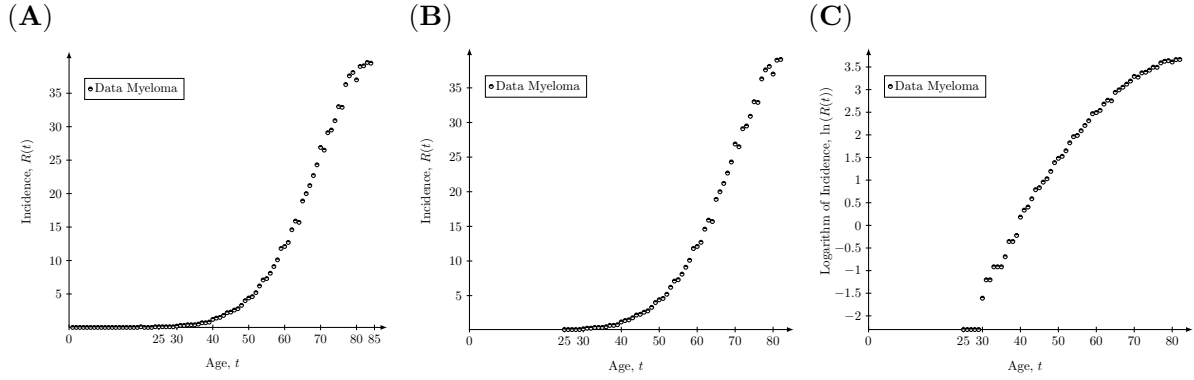 (A)
Incidence, R(t)
Data Myeloma
35
30
25
20
15
10
5
0 25 30 40 50 60 70 80 85
Age, t
(B)
Incidence, R(t)
Data Myeloma
35
30
25
20
15
10
5
0 25 30 40 50 60 70 80
Age, t
(C)
Logarithm of Incidence, ln (R(t))
Data Myeloma
3.5
3
2.5
2
1.5
1
0.5
0
−0.5
−1
−1.5
−2
0 25 30 40 50 60 70 80
Age, t